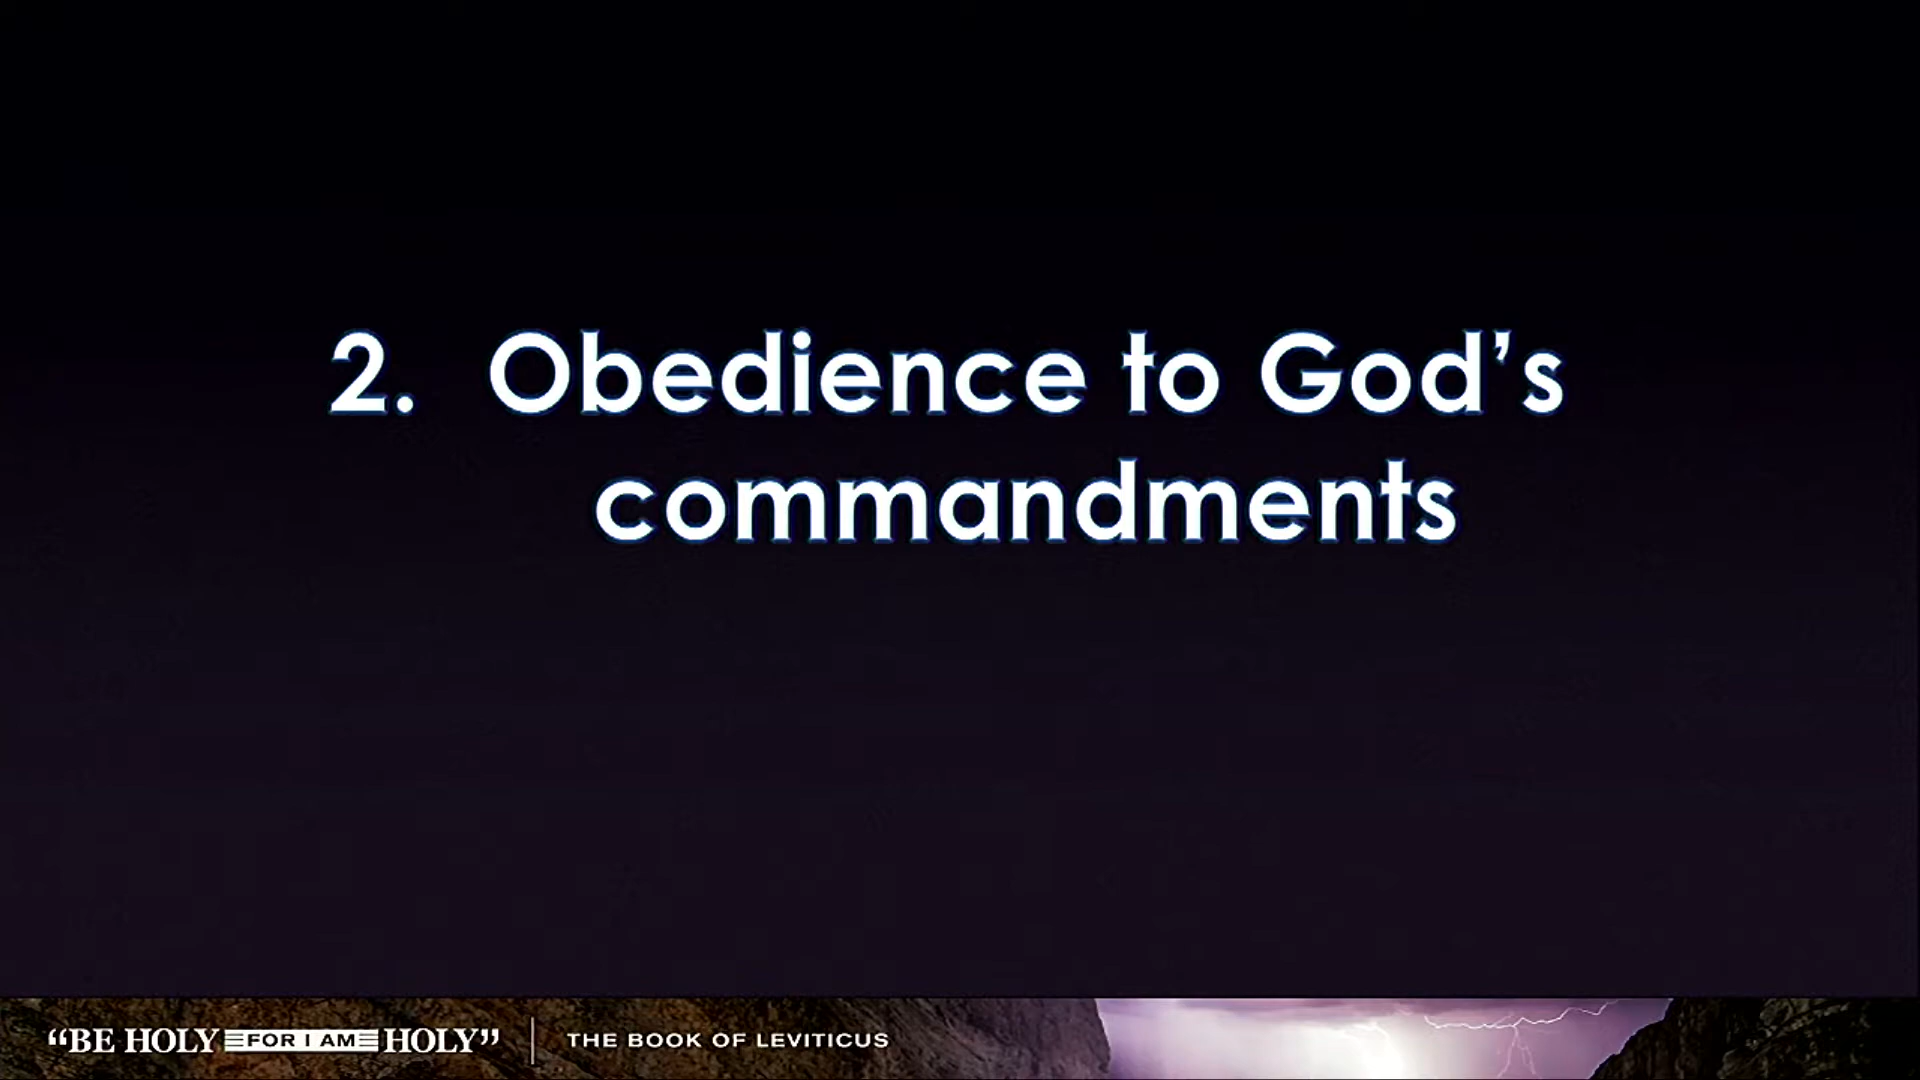 2. Obedience to God’s
commandments
“BE HOLY FOR I AM HOLY” | THE BOOK OF LEVITICUS